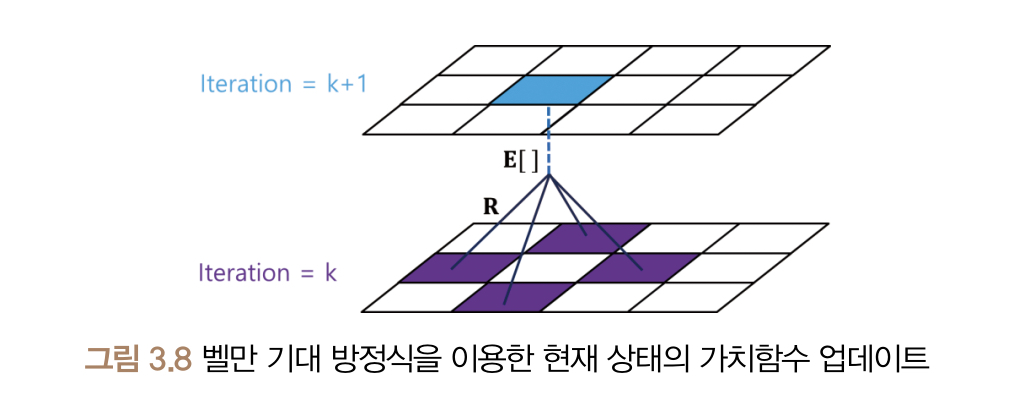 Iteration = k+1
E[ ]
R
Iteration = k
그림 3.8 벨만 기대 방정식을 이용한 현재 상태의 가치함수 업데이트